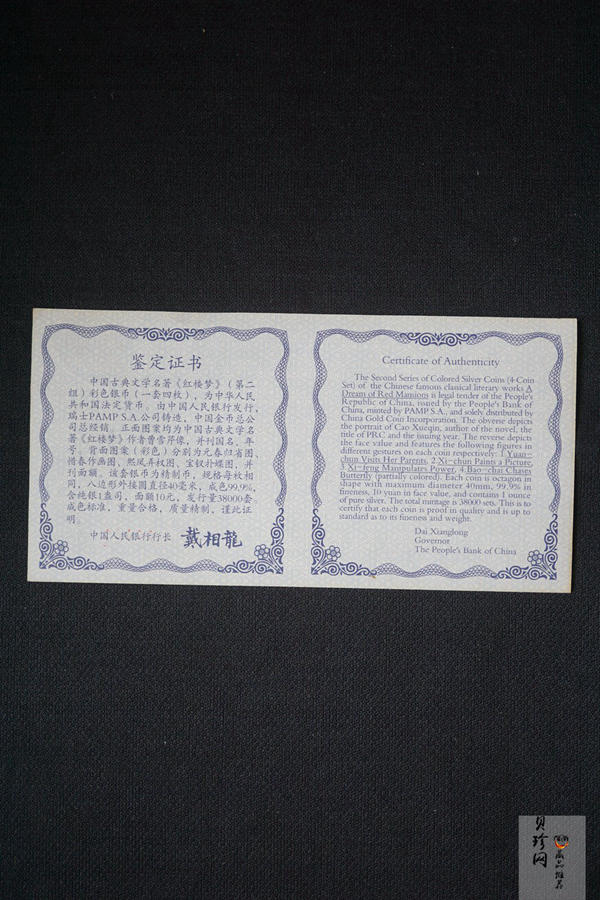 鉴定证书
中国古典文学名著《红楼梦》（第二
组）彩色银币（一套四枚），为中华人民
共和国法定货币。由中国人民银行发行，
瑞士PAMP S.A.公司铸造，中国金币总公
司总经销。正面图案均为中国古典文学名
著《红楼梦》作者曹雪芹像，并刊国名、年
号。背面图案（彩色）分别为元春归省图、
惜春作画图、熙凤弄权图、宝钗扑蝶图，并
刊面额。该套银币为精制币，规格每枚相
同，八边形外接圆直径40毫米，成色99.9%，
含纯银1盎司，面额10元，发行量38000套
成色标准，重量合格，质量精制，谨此证
明。
中国人民银行行长 戴相龍
Certificate of Authenticity
The Second Series of Colored Silver Coins (4-Coin
Set) of the Chinese famous classical literary works A
Dream of Red Mansions is legal tender of the People's
Republic of China, issued by the People's Bank of
China, minted by PAMP S.A., and solely distributed by
China Gold Coin Incorporation. The obverse depicts
the portrait of Cao Xueqin, author of the novel, the
title of PRC and the issuing year. The reverse depicts
the face value and features the following figures in
different gestures on each coin respectively: 1 Yuan-
chun Visits Her Parents, 2 Xi-chun Paints a Picture,
3 Xi-feng Manipulates Power, 4 Bao-chai Chases
Butterfly (partially colored). Each coin is octagon in
shape with maximum diameter 40mm, 99.9% in
fineness, 10 yuan in face value, and contains 1 ounce
of pure silver. The total mintage is 38000 sets. This is to
certify that each coin is proof in quality and is up to
standard as to its fineness and weight.
Dai Xianglong
Governor
The People's Bank of China
贝珍网
藏品推荐